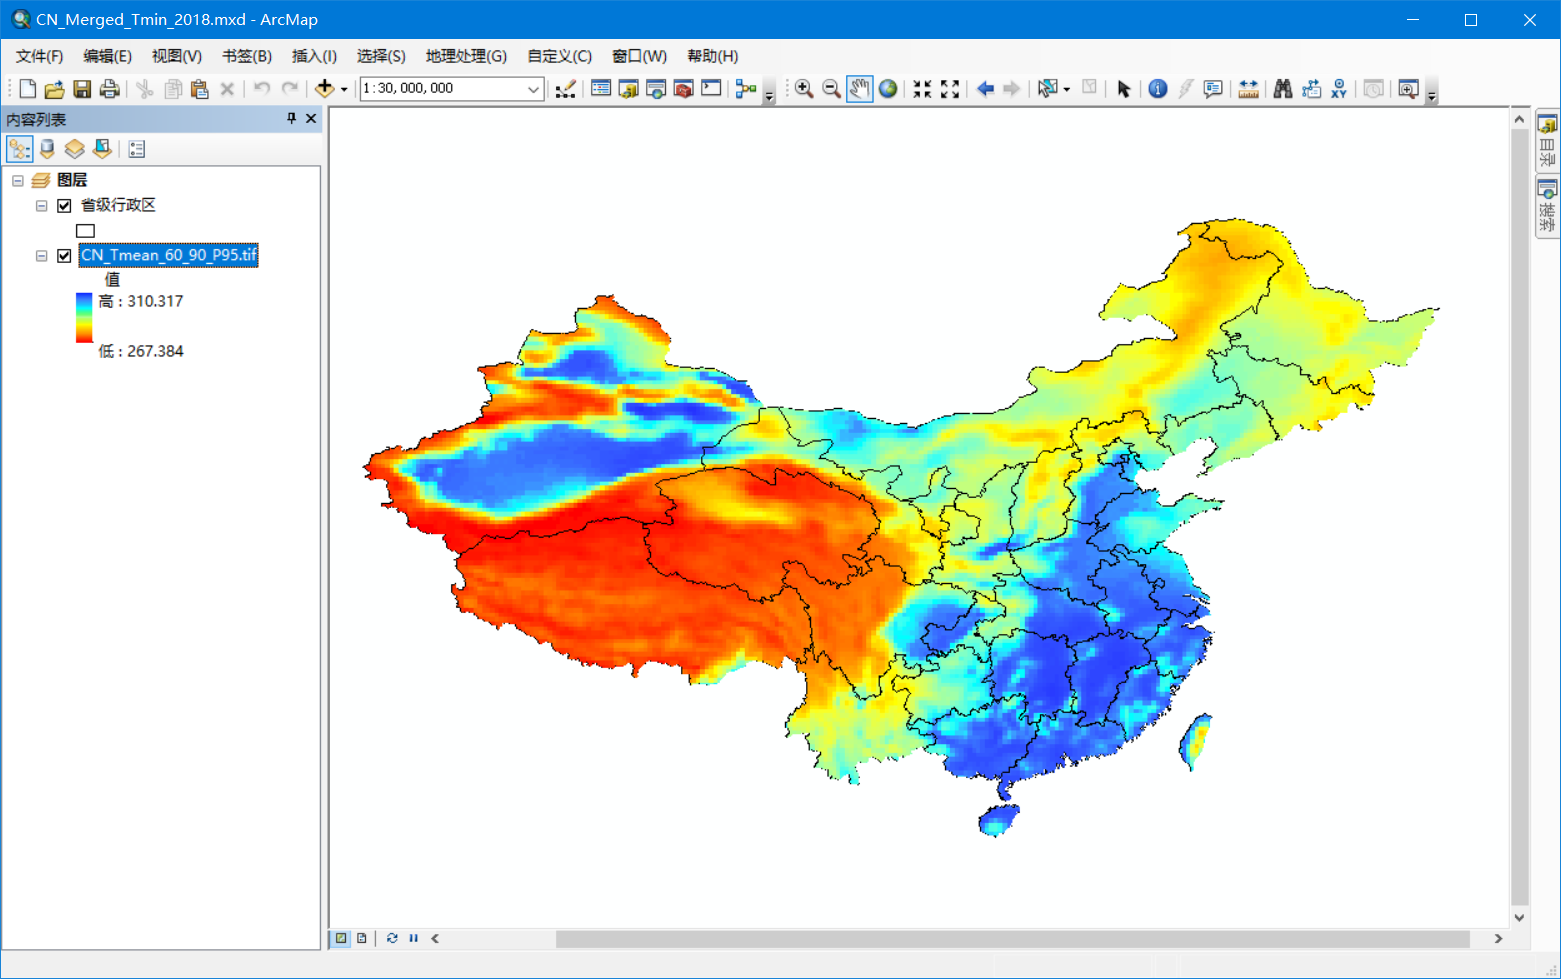 CN_Merged_Tmin_2018.mxd - ArcMap
文件(F) 编辑(E) 视图(V) 书签(B) 插入(I) 选择(S) 地理处理(G) 自定义(C) 窗口(W) 帮助(H)
1:30,000,000
XY
内容列表
图层
省级行政区
CN_Tmean_60_90_P95.tif
值
高 : 310.317
低 : 267.384
目录
搜索